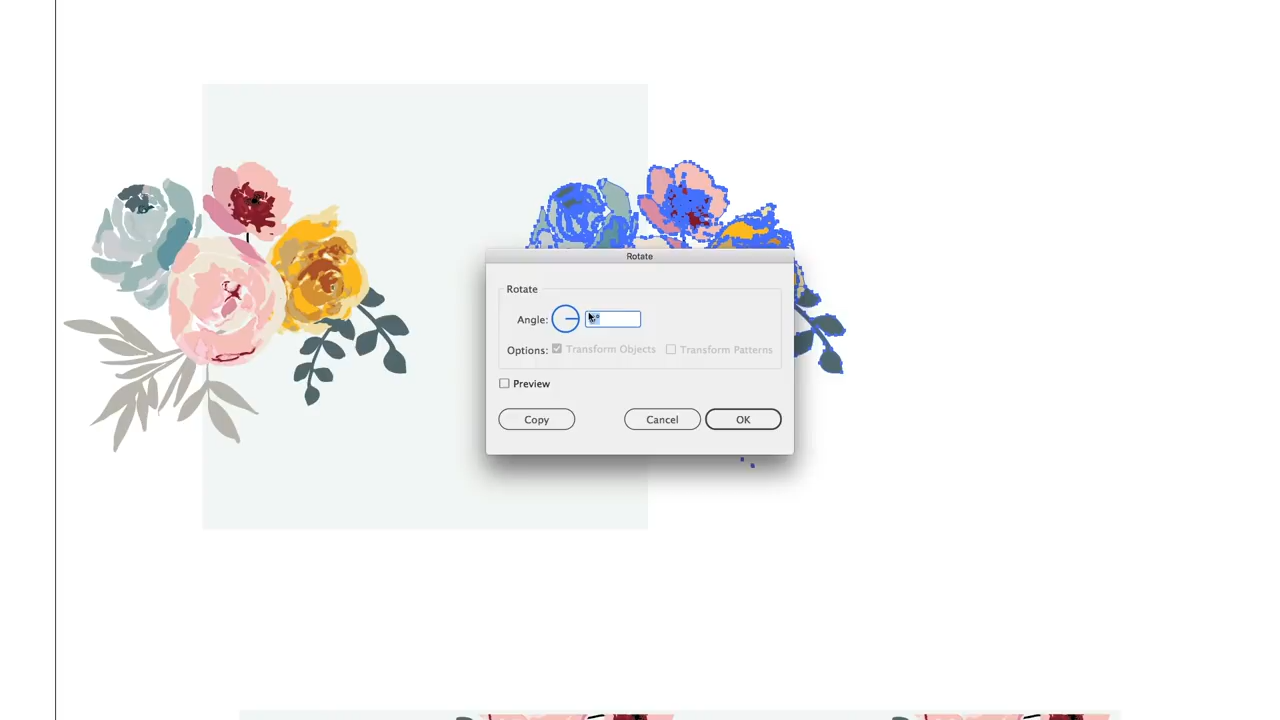 Rotate
Rotate
Angle:
Options: Transform Objects Transform Patterns
Preview
Copy Cancel OK